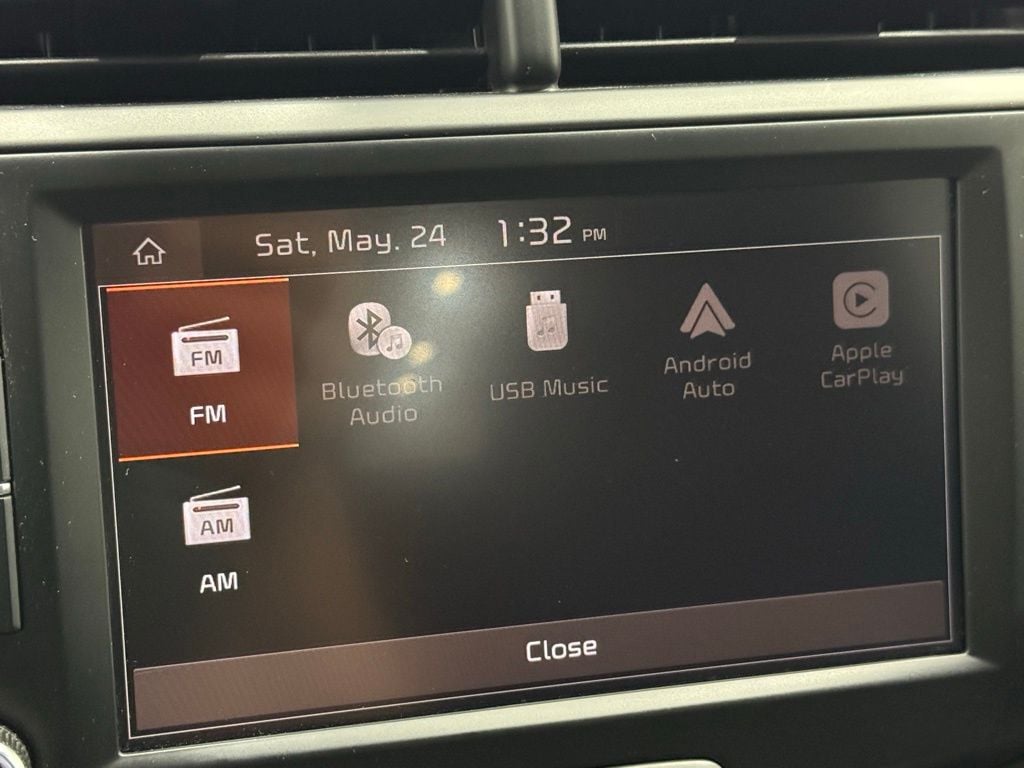 Sat, May. 24 1:32 PM
FM
FM
Bluetooth
Audio
USB Music
Android
Auto
Apple
CarPlay
AM
AM
Close